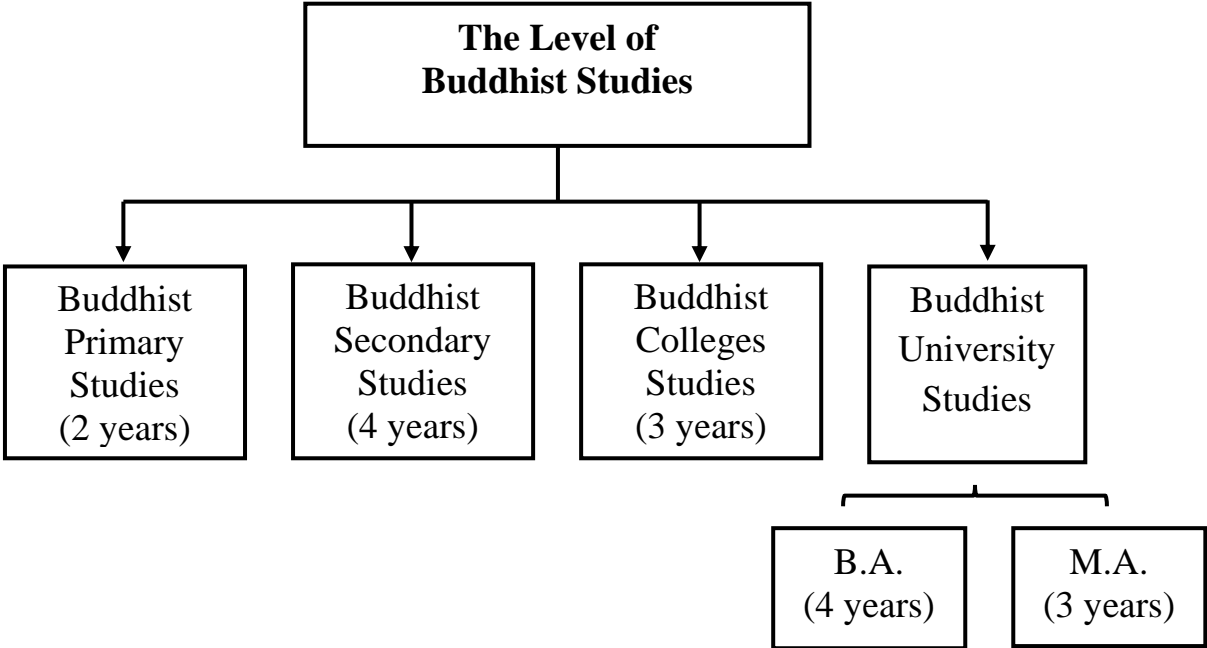 The Level of
Buddhist Studies
Buddhist
Primary
Studies
(2 years)
Buddhist
Secondary
Studies
(4 years)
Buddhist
Colleges
Studies
(3 years)
Buddhist
University
Studies
B.A.
(4 years)
M.A.
(3 years)